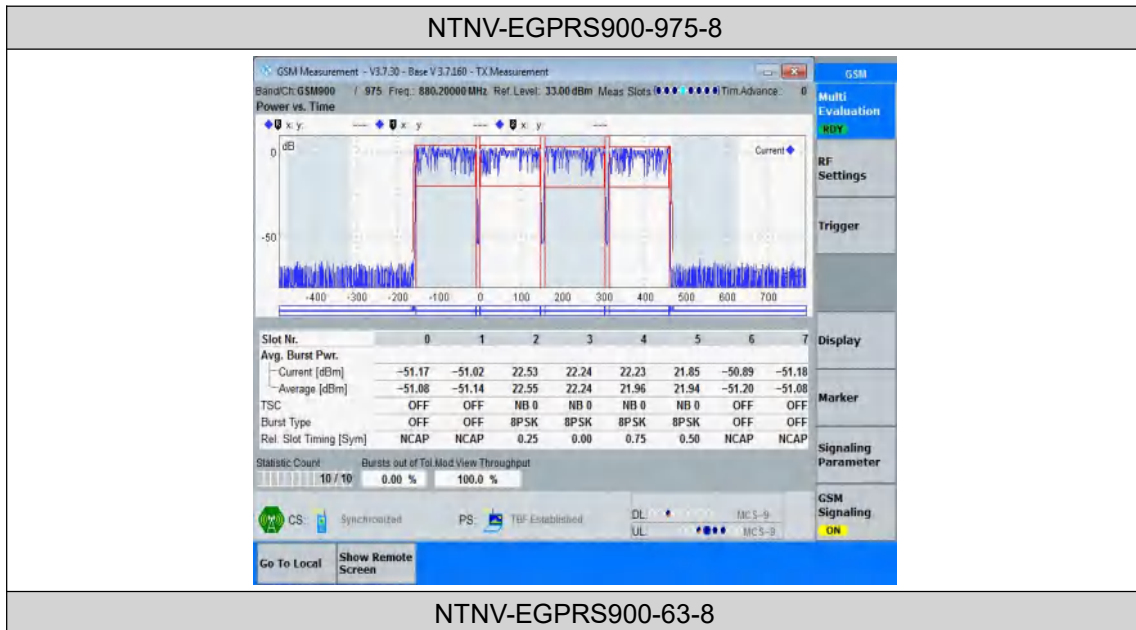 NTNV-EGPRS900-975-8
GSM Measurement - V3.7.30 - Base V 3.7.160 - TX Measurement
GSM
Band/Ch: GSM900 / 975 Freq.: 880.20000 MHz Ref. Level: 33.00 dBm Meas Slots Tim.Advance: 0
Multi Evaluation
RDY
Power vs. Time
x: y: --- x: y: --- x: y: ---
dB
Current
0
-50
-400 -300 -200 -100 0 100 200 300 400 500 600 700
RF Settings
Trigger
Slot Nr. 0 1 2 3 4 5 6 7
Display
Avg. Burst Pwr.
Current [dBm] -51.17 -51.02 22.53 22.24 22.23 21.85 -50.89 -51.18
Average [dBm] -51.08 -51.14 22.55 22.24 21.96 21.94 -51.20 -51.08
Marker
TSC OFF OFF NB 0 NB 0 NB 0 NB 0 OFF OFF
Burst Type OFF OFF 8PSK 8PSK 8PSK 8PSK OFF OFF
Rel. Slot Timing [Sym] NCAP NCAP 0.25 0.00 0.75 0.50 NCAP NCAP
Signaling Parameter
Statistic Count Bursts out of Tol. Mod.View Throughput
10 / 10 0.00 % 100.0 %
GSM Signaling
ON
CS: Synchronized PS: TBF Established
DL: MCS-9
UL: MCS-9
Go To Local
Show Remote Screen
NTNV-EGPRS900-63-8